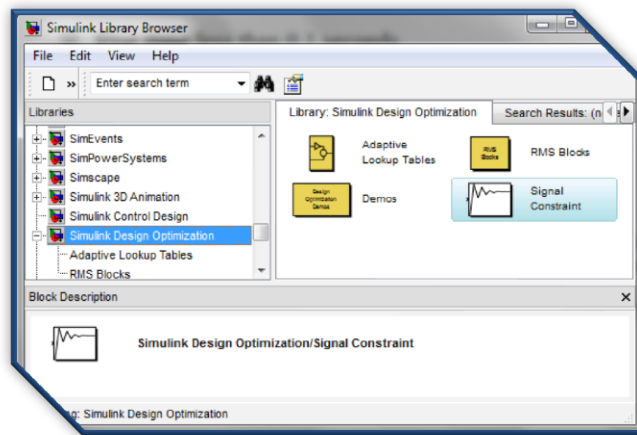 Simulink Library Browser
File Edit View Help
» Enter search term
Libraries
Library: Simulink Design Optimization
Search Results: (n
SimEvents
SimPowerSystems
Simscape
Simulink 3D Animation
Simulink Control Design
Simulink Design Optimization
Adaptive Lookup Tables
RMS Blocks
Adaptive
Lookup Tables
RMS
Blocks
RMS Blocks
Design
Optimization
Demos
Demos
Signal
Constraint
Block Description
Simulink Design Optimization/Signal Constraint
Simulink Design Optimization